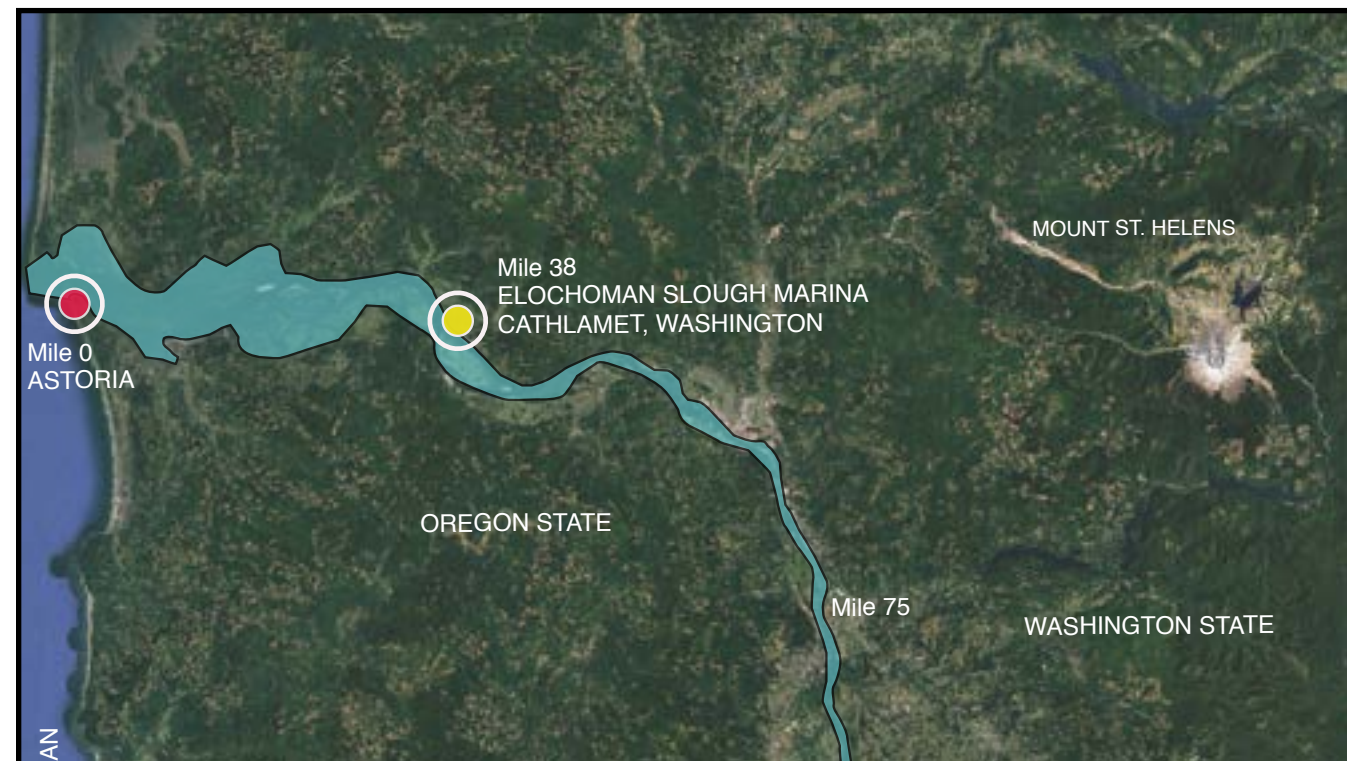 MOUNT ST. HELENS
Mile 38
ELOCHOMAN SLOUGH MARINA
CATHLAMET, WASHINGTON
Mile 0
ASTORIA
OREGON STATE
Mile 75
WASHINGTON STATE
AN